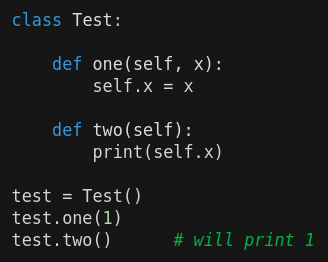 class Test:
    def one(self, x):
        self.x = x
    def two(self):
        print(self.x)
test = Test()
test.one(1)
test.two()      # will print 1